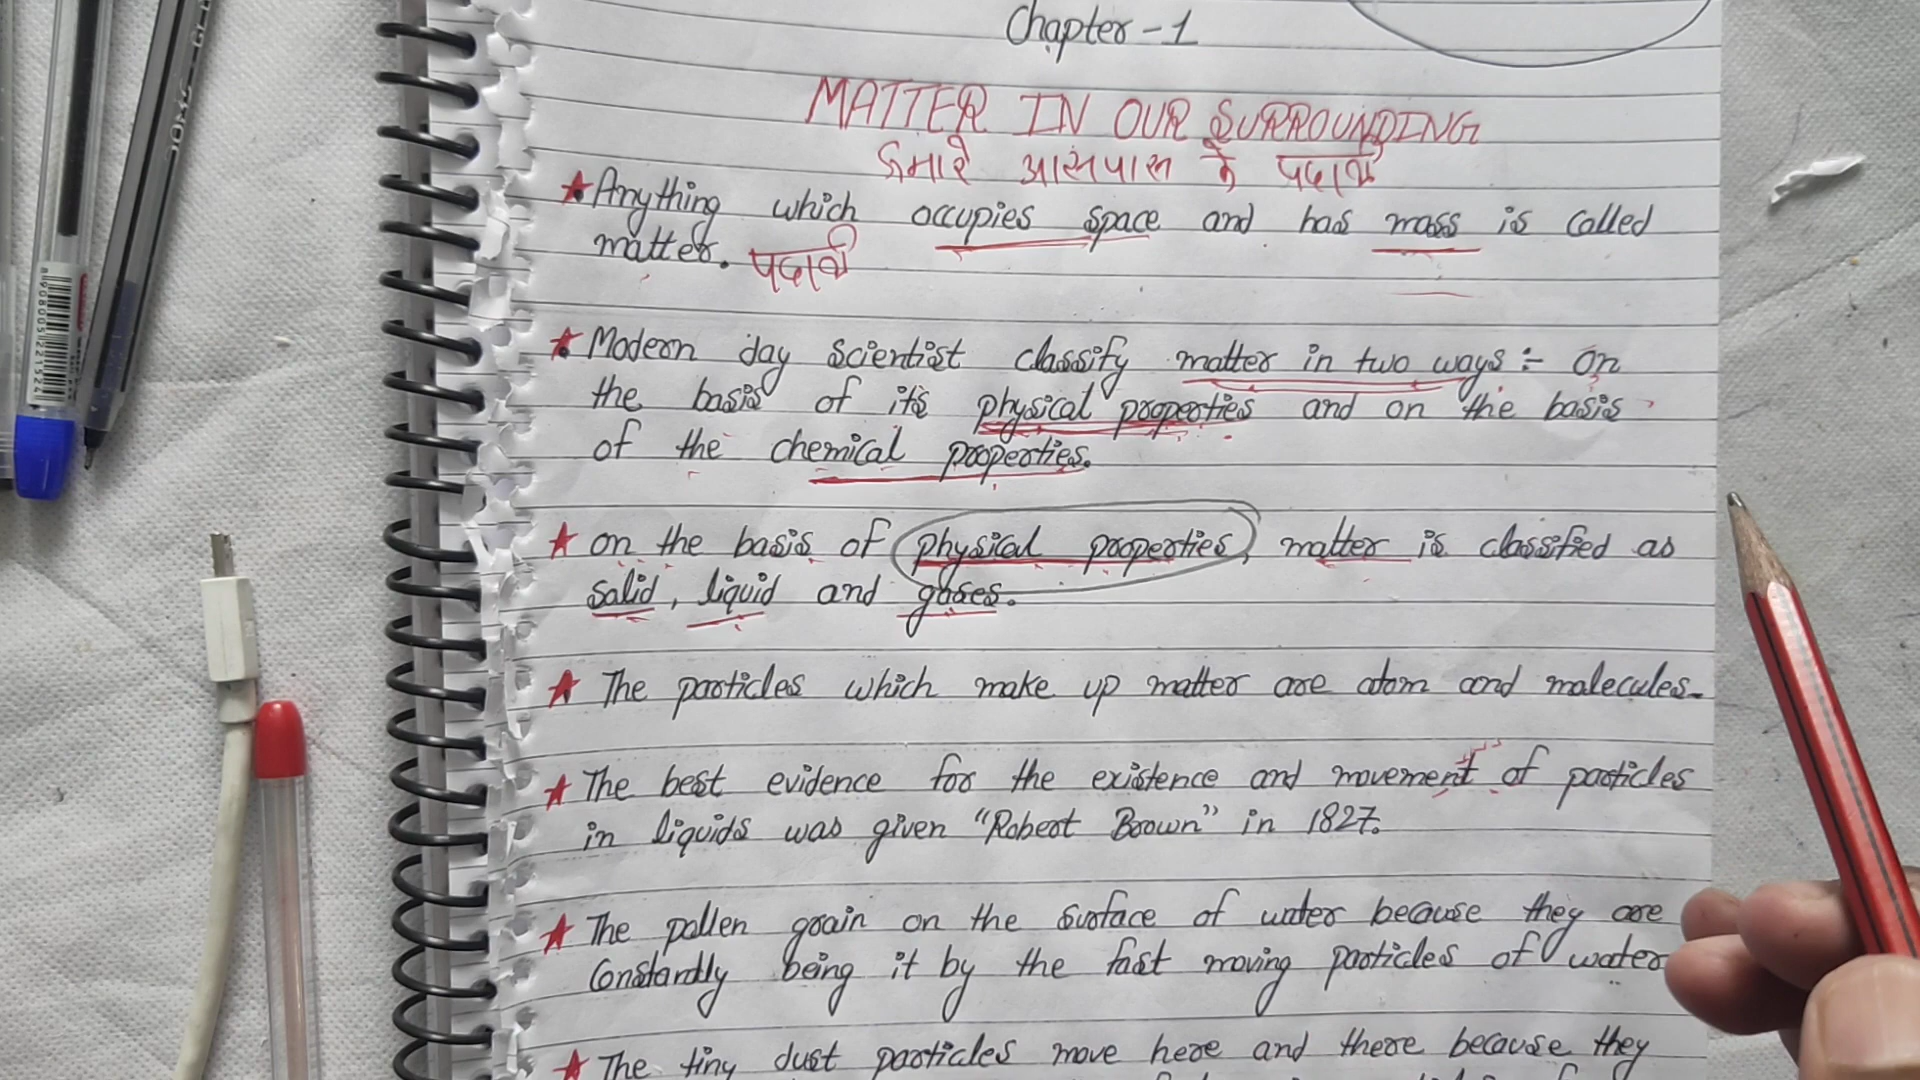 Chapter - 1
MATTER IN OUR SURROUNDING
हमारे आसपास के पदार्थ
Anything which occupies space and has mass is called
matter. पदार्थ
Modern day scientist classify matter in two ways :- On
the basis of its physical properties and on the basis
of the chemical properties.
on the basis of physical properties, matter is classified as
solid, liquid and gases.
The particles which make up matter are atom and molecules.
The best evidence for the existence and movement of particles
in liquids was given "Robert Brown" in 1827.
The pollen grain on the surface of water because they are
Constantly being it by the fast moving particles of water
The tiny dust particles move here and there because they